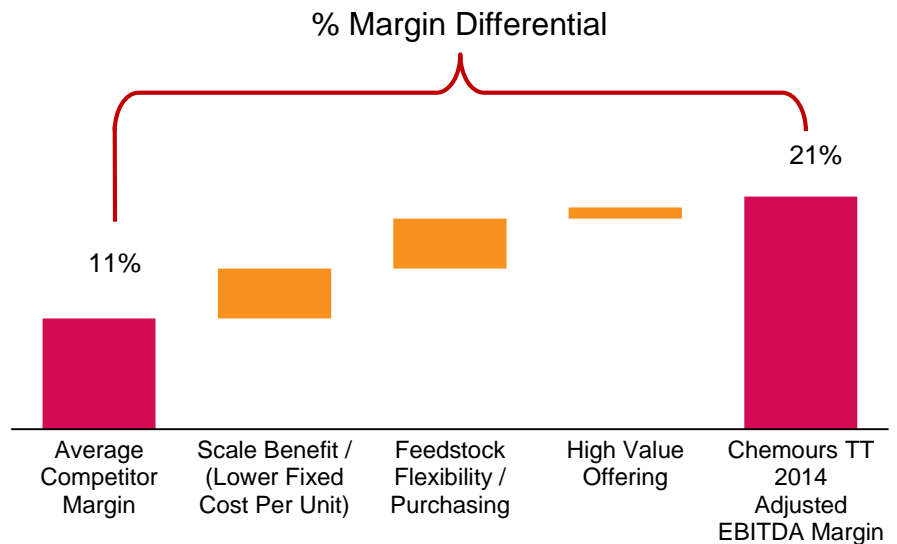 % Margin Differential
21%
11%
Average
Competitor
Margin
Scale Benefit /
(Lower Fixed
Cost Per Unit)
Feedstock
Flexibility /
Purchasing
High Value
Offering
Chemours TT
2014
Adjusted
EBITDA Margin